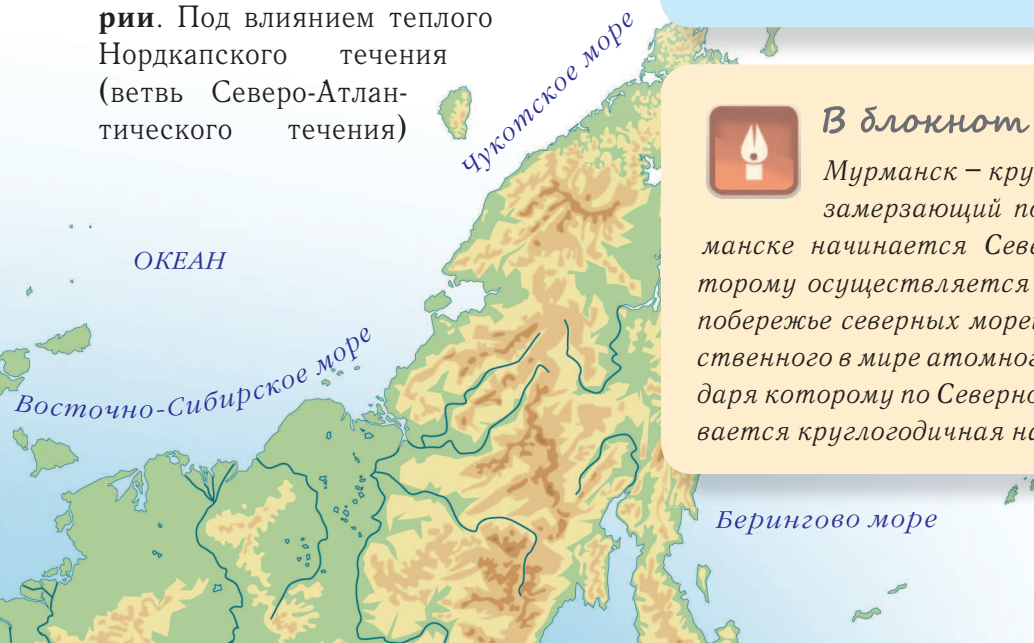 рии. Под влиянием теплого
Нордкапского течения
(ветвь Северо-Атлан-
тического течения)
Чукотское море
ОКЕАН
Восточно-Сибирское море
Берингово море
В блокнот
Мурманск – кру
замерзающий по
манске начинается Севе
торому осуществляется
побережье северных море
ственного в мире атомног
даря которому по Северно
вается круглогодичная на